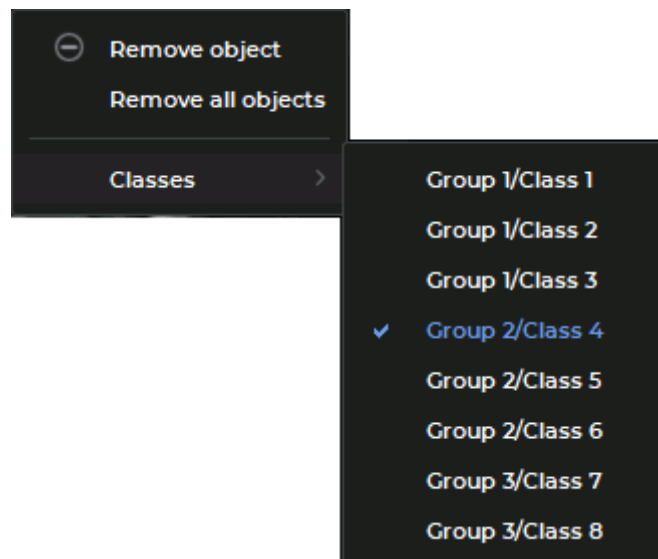 Remove object
Remove all objects
Classes
Group 1/Class 1
Group 1/Class 2
Group 1/Class 3
Group 2/Class 4
Group 2/Class 5
Group 2/Class 6
Group 3/Class 7
Group 3/Class 8